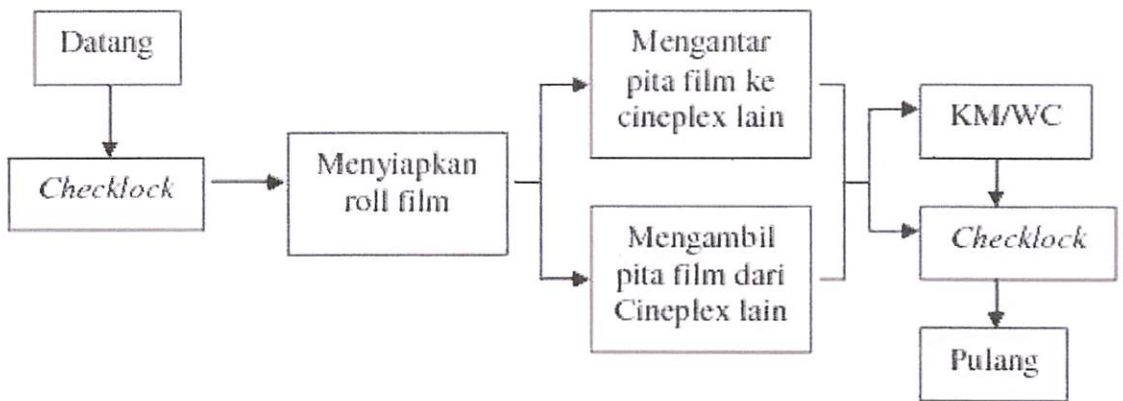 Datang
Checklock
Menyiapkan
roll film
Mengantar
pita film ke
cineplex lain
Mengambil
pita film dari
Cineplex lain
KM/WC
Checklock
Pulang